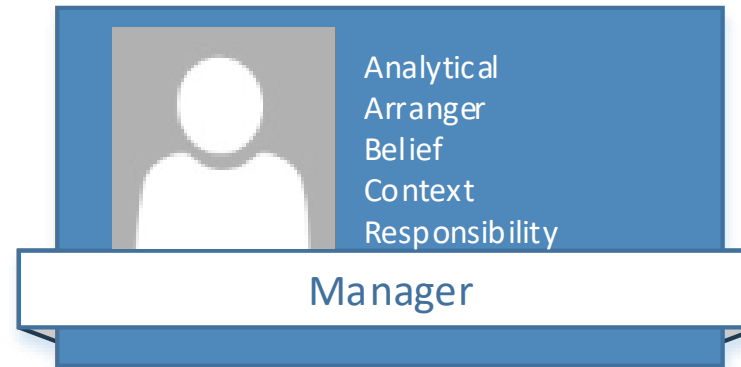 Analytical
Arranger
Belief
Context
Responsibility
Manager